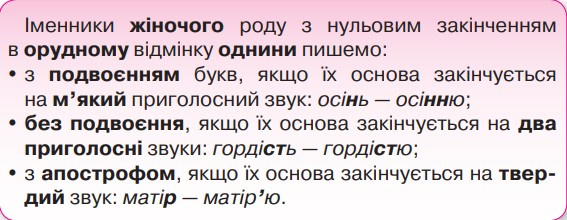 Іменники жіночого роду з нульовим закінченням
в орудному відмінку однини пишемо:
• з подвоєнням букв, якщо їх основа закінчується
на м’який приголосний звук: осінь — осінню;
• без подвоєння, якщо їх основа закінчується на два
приголосні звуки: гордість — гордістю;
• з апострофом, якщо їх основа закінчується на твер-
дий звук: матір — матір’ю.